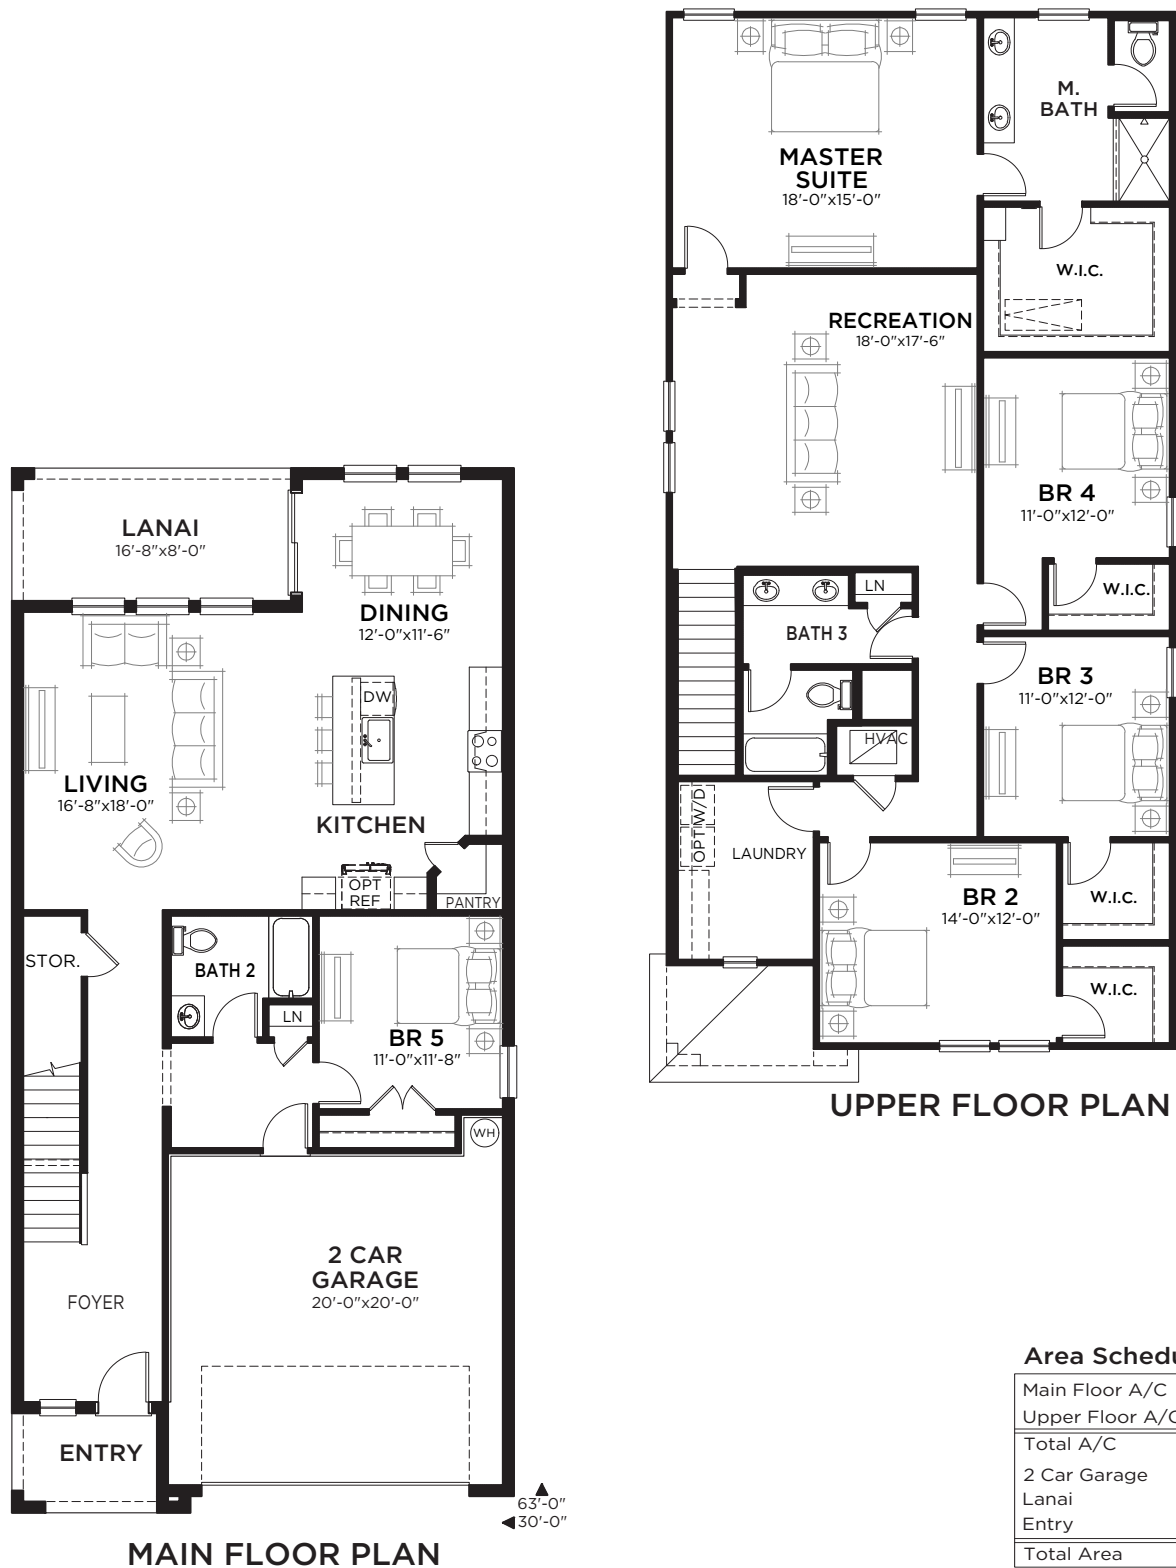 M.
BATH
MASTER
SUITE
18'-0"x15'-0"
W.I.C.
RECREATION
18'-0"x17'-6"
BR 4
11'-0"x12'-0"
W.I.C.
LN
BATH 3
BR 3
11'-0"x12'-0"
HVAC
OPT W/D
LAUNDRY
BR 2
14'-0"x12'-0"
W.I.C.
W.I.C.
UPPER FLOOR PLAN
LANAI
16'-8"x8'-0"
DINING
12'-0"x11'-6"
DW
LIVING
16'-8"x18'-0"
KITCHEN
OPT
REF
PANTRY
STOR.
BATH 2
LN
BR 5
11'-0"x11'-8"
WH
2 CAR
GARAGE
20'-0"x20'-0"
FOYER
ENTRY
63'-0"
30'-0"
MAIN FLOOR PLAN
Area Schedu
Main Floor A/C
Upper Floor A/C
Total A/C
2 Car Garage
Lanai
Entry
Total Area